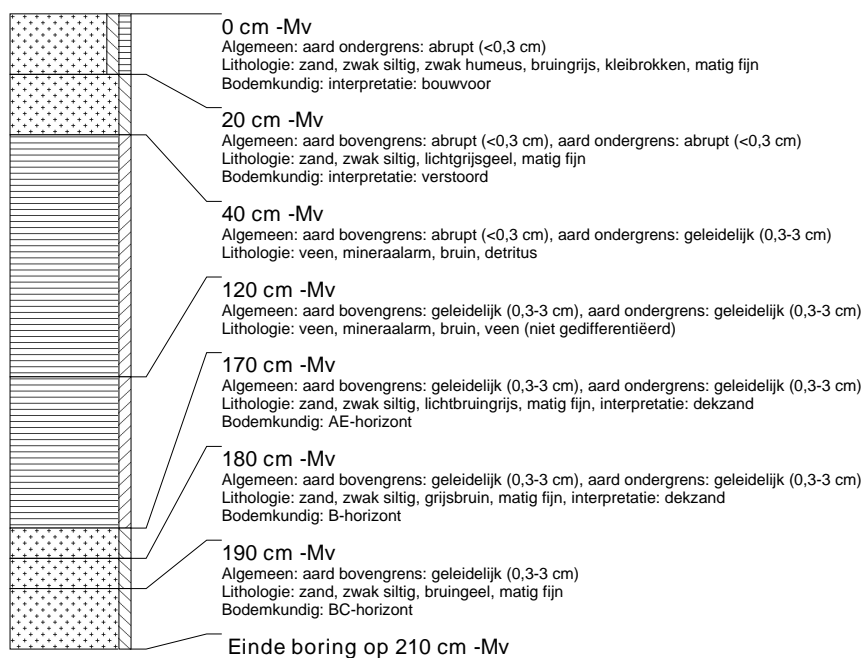 0 cm -Mv
Algemeen: aard ondergrens: abrupt (<0,3 cm)
Lithologie: zand, zwak siltig, zwak humeus, bruingrijs, kleibrokken, matig fijn
Bodemkundig: interpretatie: bouwvoor
20 cm -Mv
Algemeen: aard bovengrens: abrupt (<0,3 cm), aard ondergrens: abrupt (<0,3 cm)
Lithologie: zand, zwak siltig, lichtgrijsgeel, matig fijn
Bodemkundig: interpretatie: verstoord
40 cm -Mv
Algemeen: aard bovengrens: abrupt (<0,3 cm), aard ondergrens: geleidelijk (0,3-3 cm)
Lithologie: veen, mineraalarm, bruin, detritus
120 cm -Mv
Algemeen: aard bovengrens: geleidelijk (0,3-3 cm), aard ondergrens: geleidelijk (0,3-3 cm)
Lithologie: veen, mineraalarm, bruin, veen (niet gedifferentiëerd)
170 cm -Mv
Algemeen: aard bovengrens: geleidelijk (0,3-3 cm), aard ondergrens: geleidelijk (0,3-3 cm)
Lithologie: zand, zwak siltig, lichtbruingrijs, matig fijn, interpretatie: dekzand
Bodemkundig: AE-horizont
180 cm -Mv
Algemeen: aard bovengrens: geleidelijk (0,3-3 cm), aard ondergrens: geleidelijk (0,3-3 cm)
Lithologie: zand, zwak siltig, grijsbruin, matig fijn, interpretatie: dekzand
Bodemkundig: B-horizont
190 cm -Mv
Algemeen: aard bovengrens: geleidelijk (0,3-3 cm)
Lithologie: zand, zwak siltig, bruingeel, matig fijn
Bodemkundig: BC-horizont
Einde boring op 210 cm -Mv